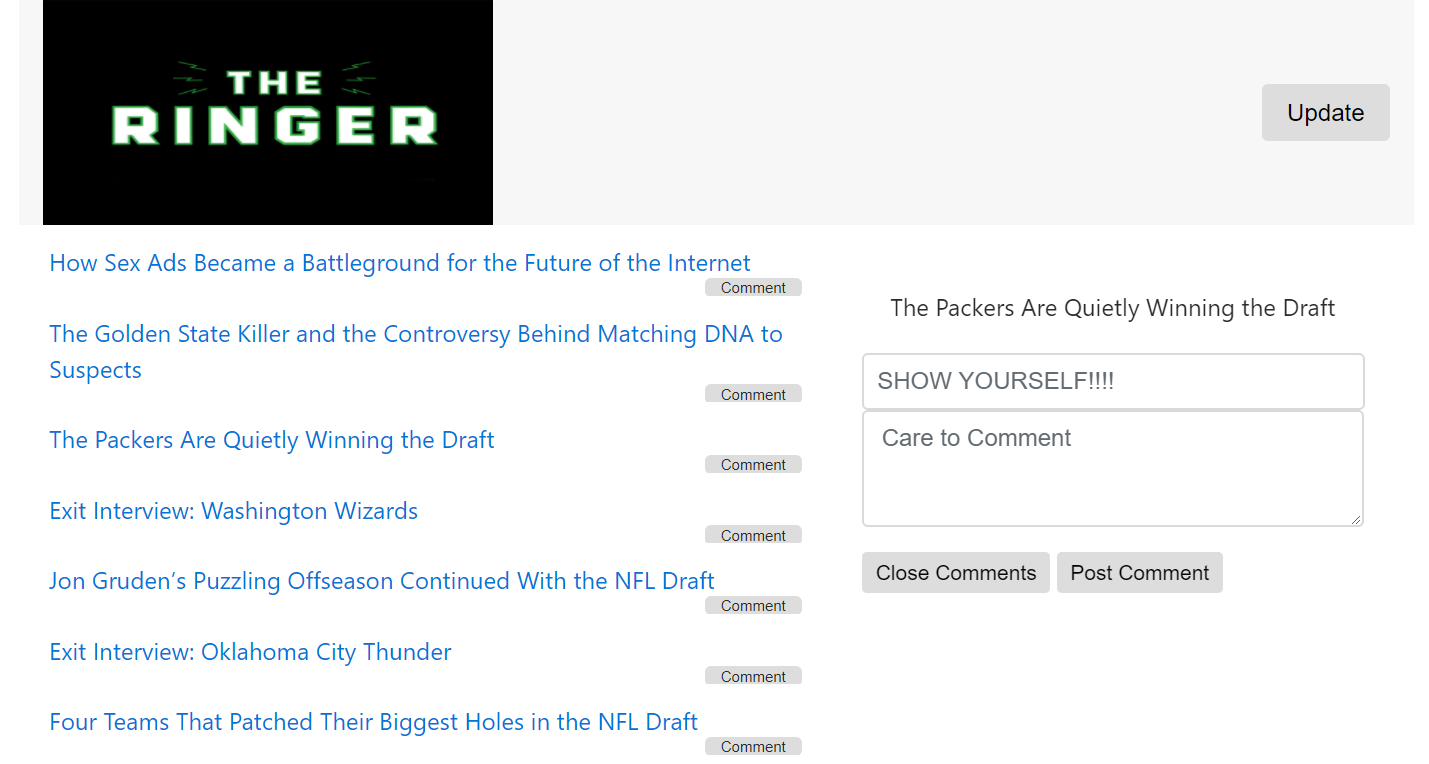 THE
RINGER
Update
How Sex Ads Became a Battleground for the Future of the Internet
Comment
The Golden State Killer and the Controversy Behind Matching DNA to
Suspects
Comment
The Packers Are Quietly Winning the Draft
Comment
Exit Interview: Washington Wizards
Comment
Jon Gruden’s Puzzling Offseason Continued With the NFL Draft
Comment
Exit Interview: Oklahoma City Thunder
Comment
Four Teams That Patched Their Biggest Holes in the NFL Draft
Comment
The Packers Are Quietly Winning the Draft
SHOW YOURSELF!!!!
Care to Comment
Close Comments
Post Comment